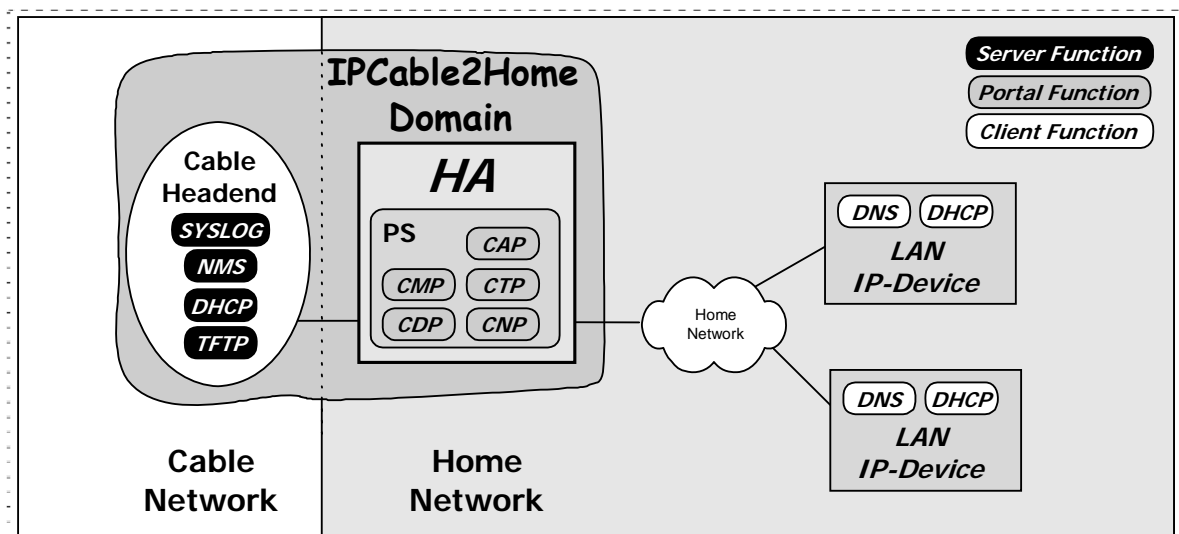 IPCable2Home
Domain
Server Function
Portal Function
Client Function
Cable
Headend
SYSLOG
NMS
DHCP
TFTP
HA
PS
CAP
CMP
CTP
CDP
CNP
Home
Network
DNS DHCP
LAN
IP-Device
DNS DHCP
LAN
IP-Device
Cable
Network
Home
Network